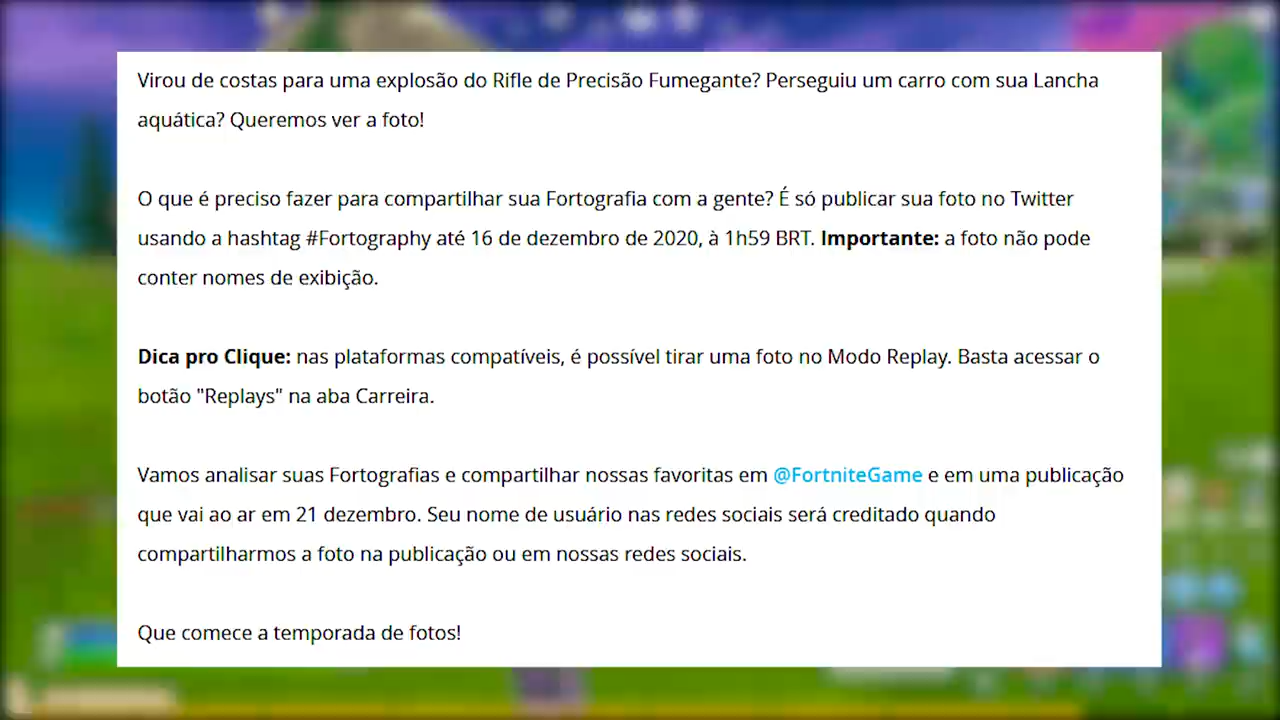 Virou de costas para uma explosão do Rifle de Precisão Fumegante? Perseguiu um carro com sua Lancha
aquática? Queremos ver a foto!
O que é preciso fazer para compartilhar sua Fortografia com a gente? É só publicar sua foto no Twitter
usando a hashtag #Fortography até 16 de dezembro de 2020, à 1h59 BRT. Importante: a foto não pode
conter nomes de exibição.
Dica pro Clique: nas plataformas compatíveis, é possível tirar uma foto no Modo Replay. Basta acessar o
botão "Replays" na aba Carreira.
Vamos analisar suas Fortografias e compartilhar nossas favoritas em @FortniteGame e em uma publicação
que vai ao ar em 21 dezembro. Seu nome de usuário nas redes sociais será creditado quando
compartilharmos a foto na publicação ou em nossas redes sociais.
Que comece a temporada de fotos!